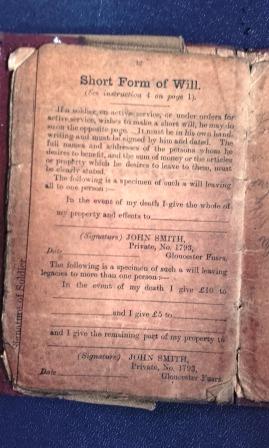 Short Form of Will.
(See instruction 4 on page 1).
If a soldier, on active service, or under orders for
active service, wishes to make a short will, he may do
so on the opposite page. It must be in his own hand-
writing and must be signed by him and dated. The
full names and addresses of the persons whom he
desires to benefit, and the sum of money or the articles
or property which he desires to leave to them, must
be clearly stated.
The following is a specimen of such a will leaving
all to one person :—
In the event of my death I give the whole of
my property and effects to
(Signature) JOHN SMITH,
Private, No. 1793,
Gloucester Fusrs.
Date
The following is a specimen of such a will leaving
legacies to more than one person :—
In the event of my death I give £10 to
and I give £5 to
and I give the remaining part of my property to
(Signature) JOHN SMITH,
Private, No. 1793,
Gloucester Fusrs.
Date
Signature of Soldier